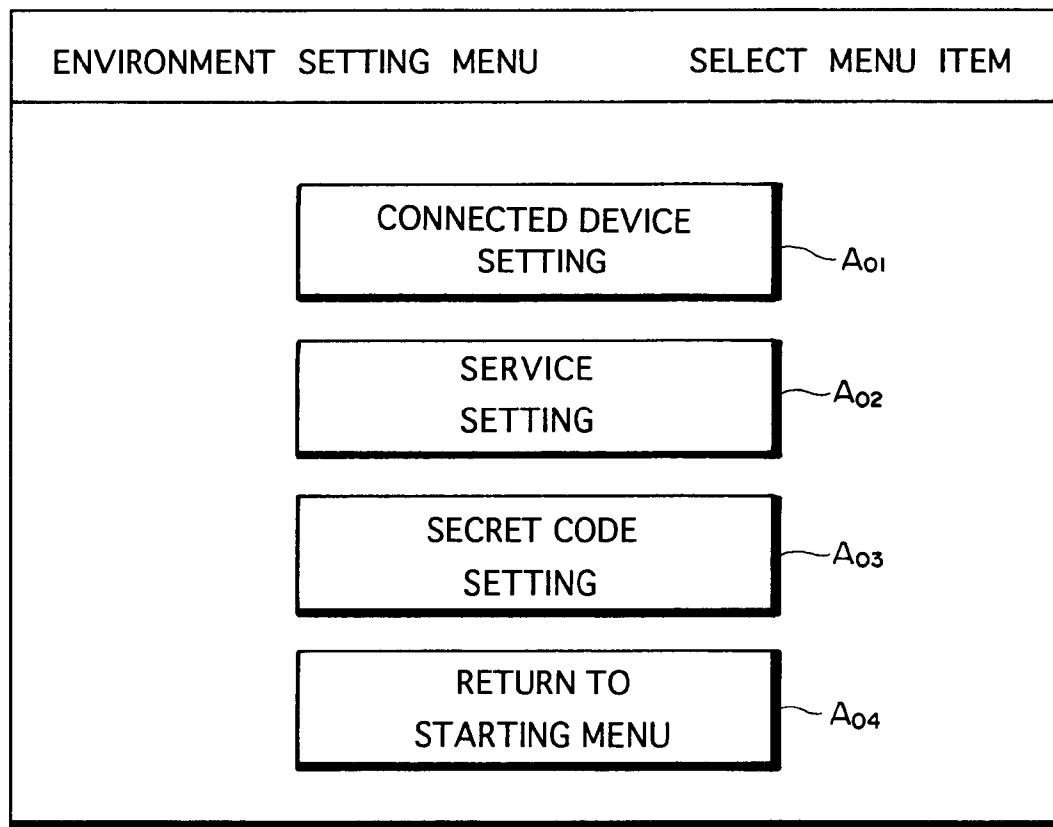 ENVIRONMENT SETTING MENU SELECT MENU ITEM
CONNECTED DEVICE
SETTING
A01
SERVICE
SETTING
A02
SECRET CODE
SETTING
A03
RETURN TO
STARTING MENU
A04